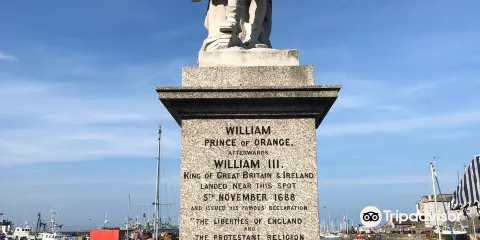 WILLIAM
PRINCE OF ORANGE,
AFTERWARDS
WILLIAM III.
KING OF GREAT BRITAIN & IRELAND
LANDED NEAR THIS SPOT
5TH NOVEMBER 1688
AND ISSUED HIS FAMOUS DECLARATION
"THE LIBERTIES OF ENGLAND
AND
THE PROTESTANT RELIGION
Tripadvisor